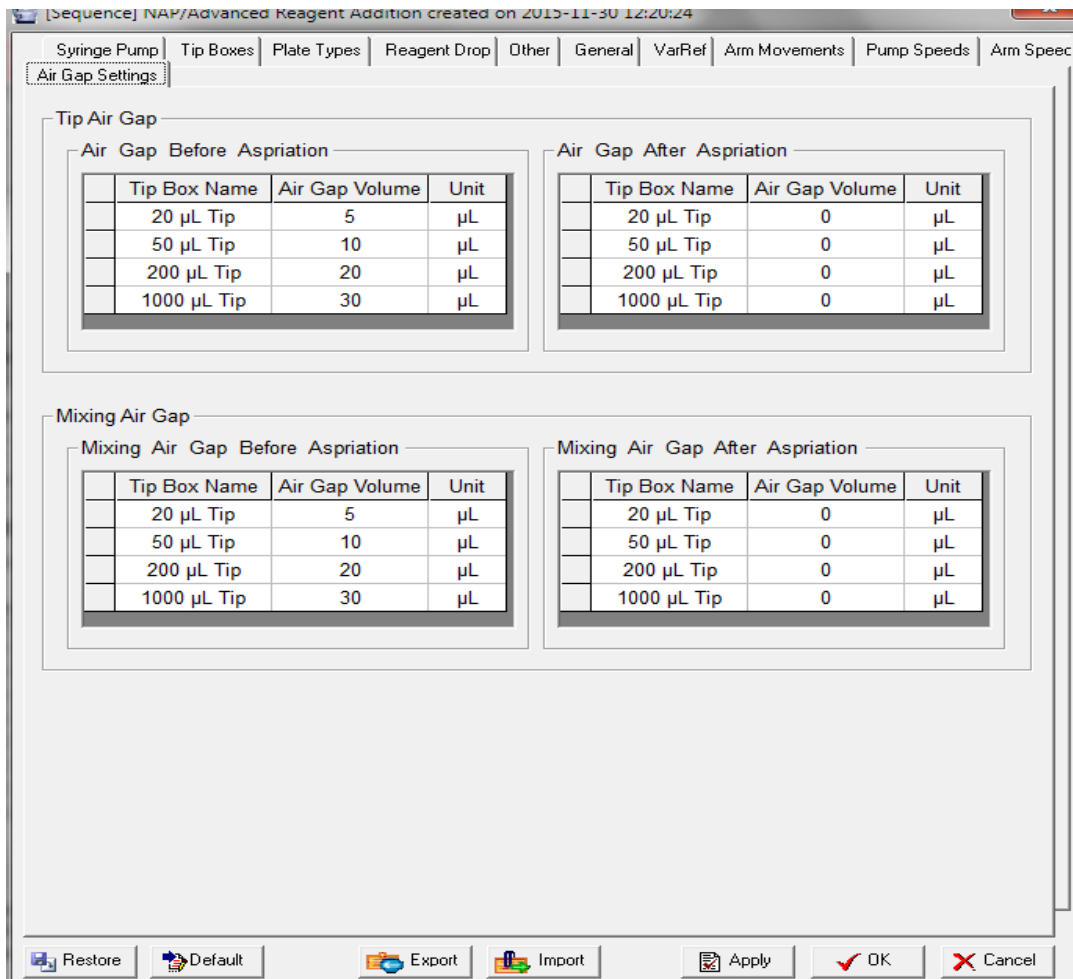 [Sequence] NAP/Advanced Reagent Addition created on 2015-11-30 12:20:24
Syringe Pump Tip Boxes Plate Types Reagent Drop Other General VarRef Arm Movements Pump Speeds Arm Speec
Air Gap Settings
Tip Air Gap
Air Gap Before Aspriation
Tip Box Name Air Gap Volume Unit
20 µL Tip 5 µL
50 µL Tip 10 µL
200 µL Tip 20 µL
1000 µL Tip 30 µL
Air Gap After Aspriation
Tip Box Name Air Gap Volume Unit
20 µL Tip 0 µL
50 µL Tip 0 µL
200 µL Tip 0 µL
1000 µL Tip 0 µL
Mixing Air Gap
Mixing Air Gap Before Aspriation
Tip Box Name Air Gap Volume Unit
20 µL Tip 5 µL
50 µL Tip 10 µL
200 µL Tip 20 µL
1000 µL Tip 30 µL
Mixing Air Gap After Aspriation
Tip Box Name Air Gap Volume Unit
20 µL Tip 0 µL
50 µL Tip 0 µL
200 µL Tip 0 µL
1000 µL Tip 0 µL
Restore Default Export Import Apply OK Cancel